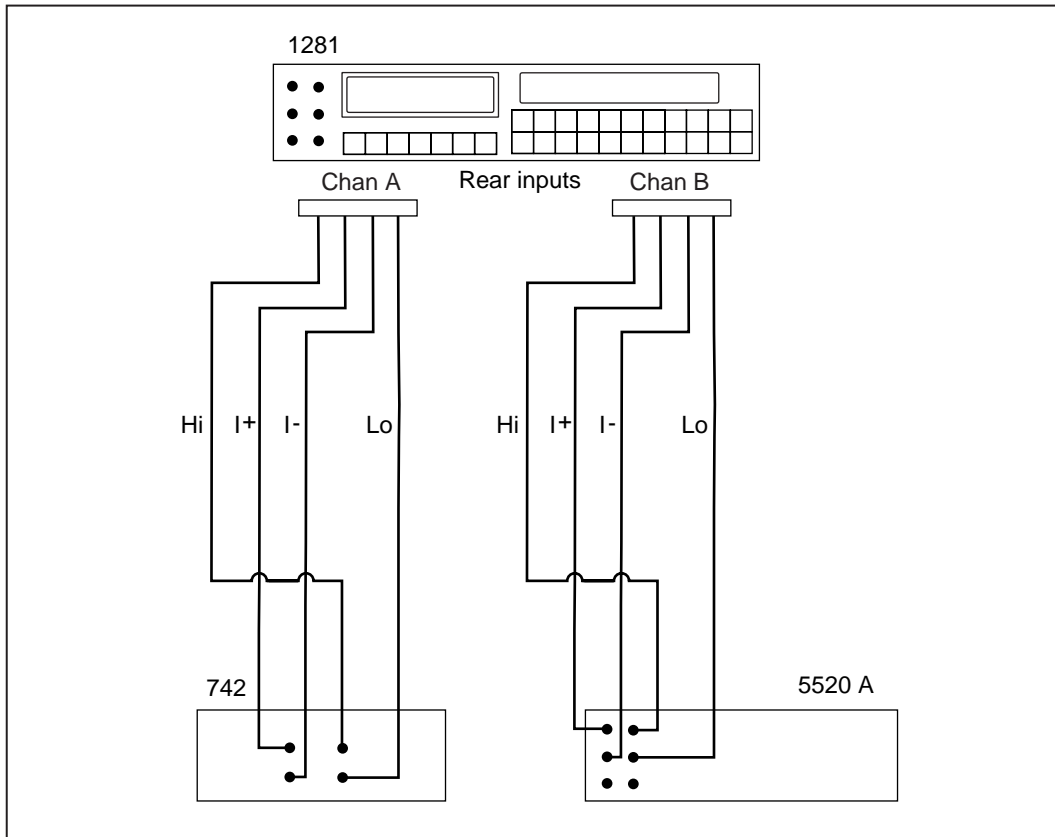 1281
Chan A Rear inputs Chan B
Hi I+ I- Lo Hi I+ I- Lo
742 5520 A